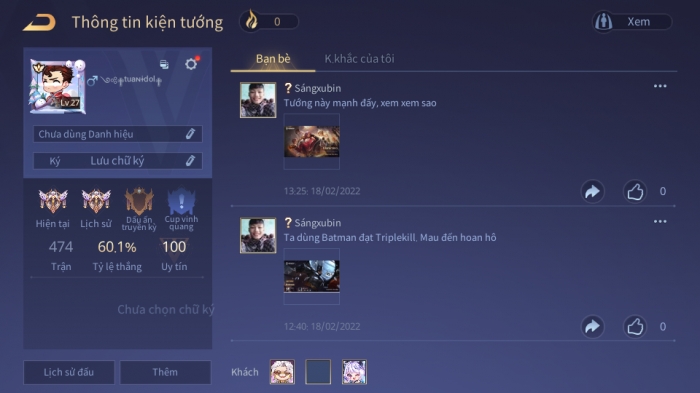 Thông tin kiện tướng
0
Xem
Bạn bè
K.khắc của tôi
Lv 27
Chưa dùng Danh hiệu
Ký Lưu chữ ký
Hiện tại
Lịch sử
Dấu ấn truyền kỳ
Cup vinh quang
474
60,1%
100
Trận
Tỷ lệ thắng
Uy tín
Chưa chọn chữ ký
Lịch sử đấu
Thêm
? Sángxubin
Tướng này mạnh đấy, xem xem sao
13:25: 18/02/2022
0
? Sángxubin
Ta dùng Batman đạt Triplekill. Mau đến hoan hô
12:40: 18/02/2022
0
Khách